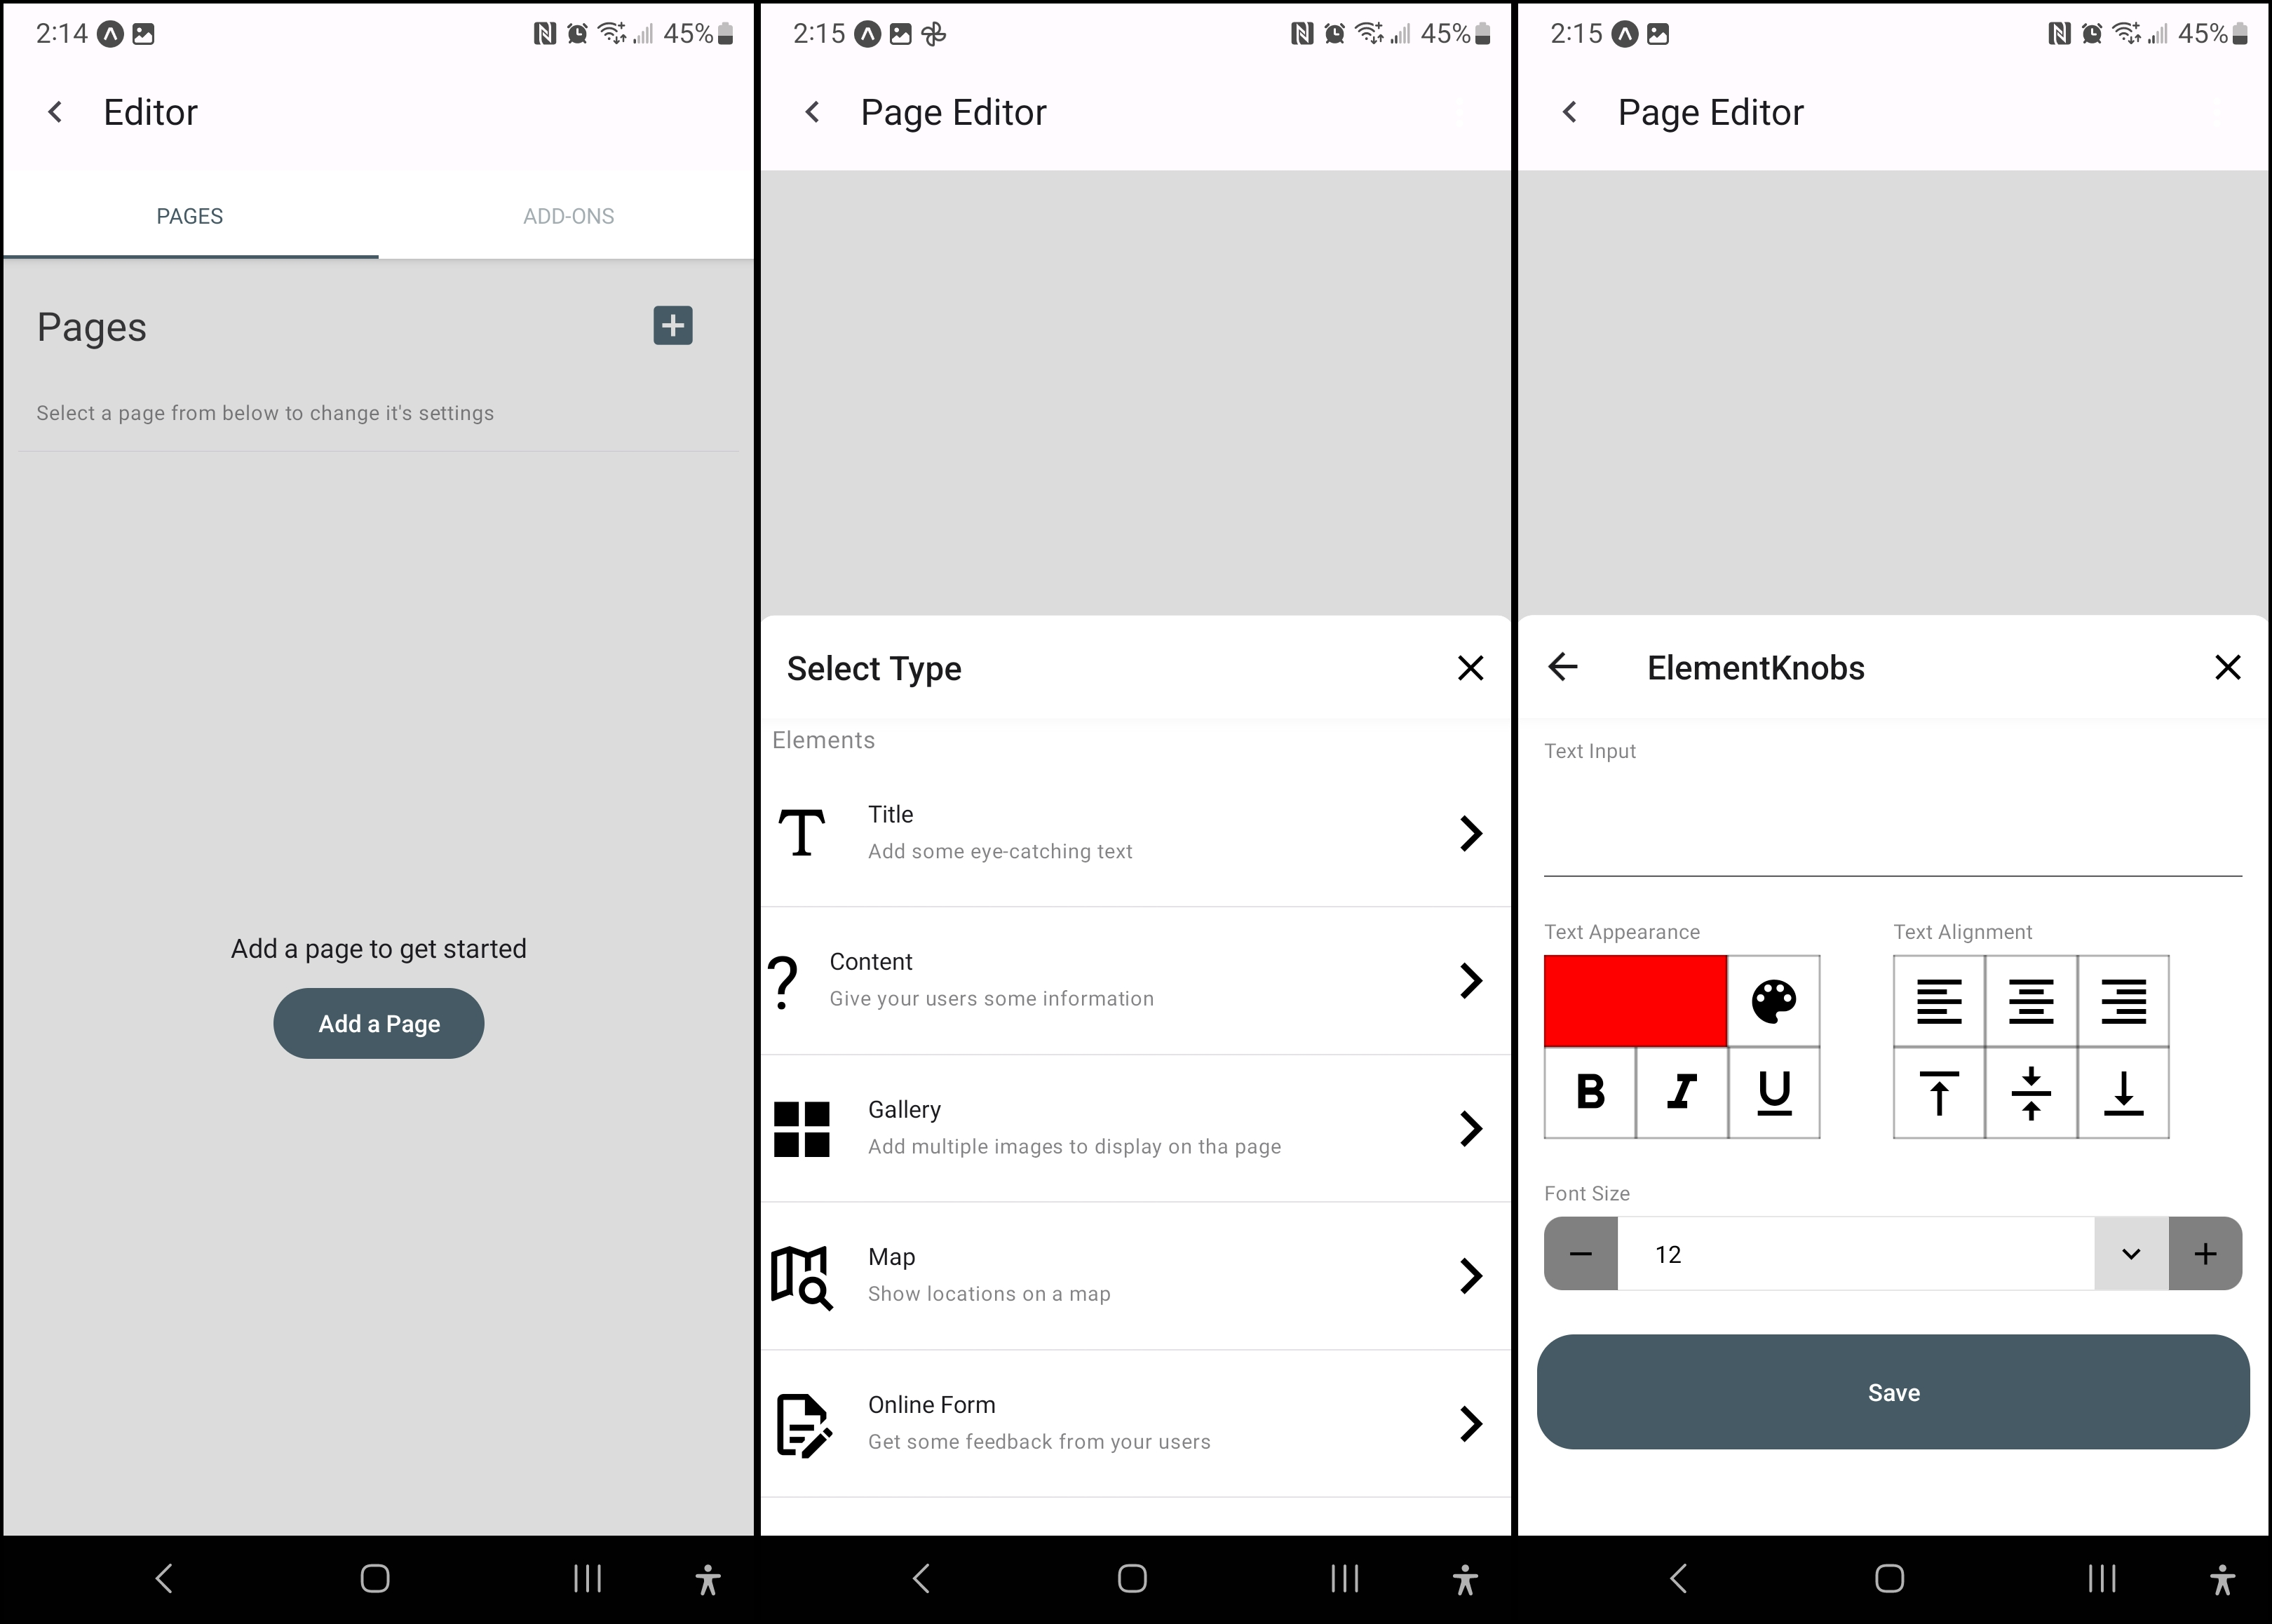 2:14
45%
Editor
PAGES
ADD-ONS
Pages
Select a page from below to change it's settings
Add a page to get started
Add a Page
2:15
45%
Page Editor
Select Type
Elements
Title
Add some eye-catching text
Content
Give your users some information
Gallery
Add multiple images to display on tha page
Map
Show locations on a map
Online Form
Get some feedback from your users
2:15
45%
Page Editor
ElementKnobs
Text Input
Text Appearance
Text Alignment
B I U
Font Size
12
Save